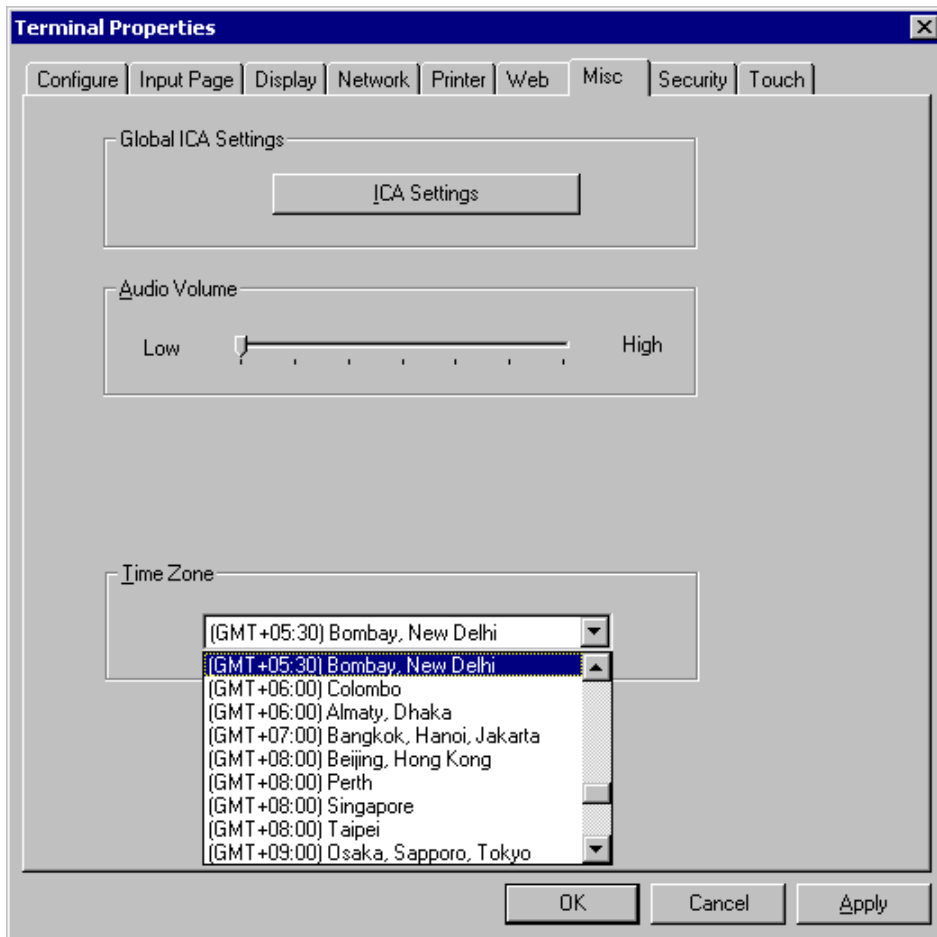 Terminal Properties
Configure Input Page Display Network Printer Web Misc Security Touch
Global ICA Settings
ICA Settings
Audio Volume
Low High
Time Zone
(GMT+05:30) Bombay, New Delhi
(GMT+05:30) Bombay, New Delhi
(GMT+06:00) Colombo
(GMT+06:00) Almaty, Dhaka
(GMT+07:00) Bangkok, Hanoi, Jakarta
(GMT+08:00) Beijing, Hong Kong
(GMT+08:00) Perth
(GMT+08:00) Singapore
(GMT+08:00) Taipei
(GMT+09:00) Osaka, Sapporo, Tokyo
OK Cancel Apply